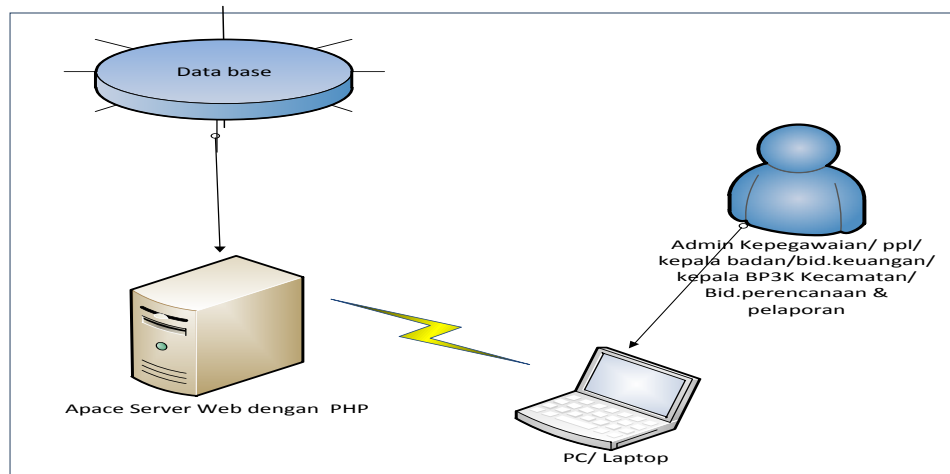 Data base
Admin Kepegawaian/ ppl/
kepala badan/bid.keuangan/
kepala BP3K Kecamatan/
Bid.perencanaan &
pelaporan
Apace Server Web dengan PHP
PC/ Laptop